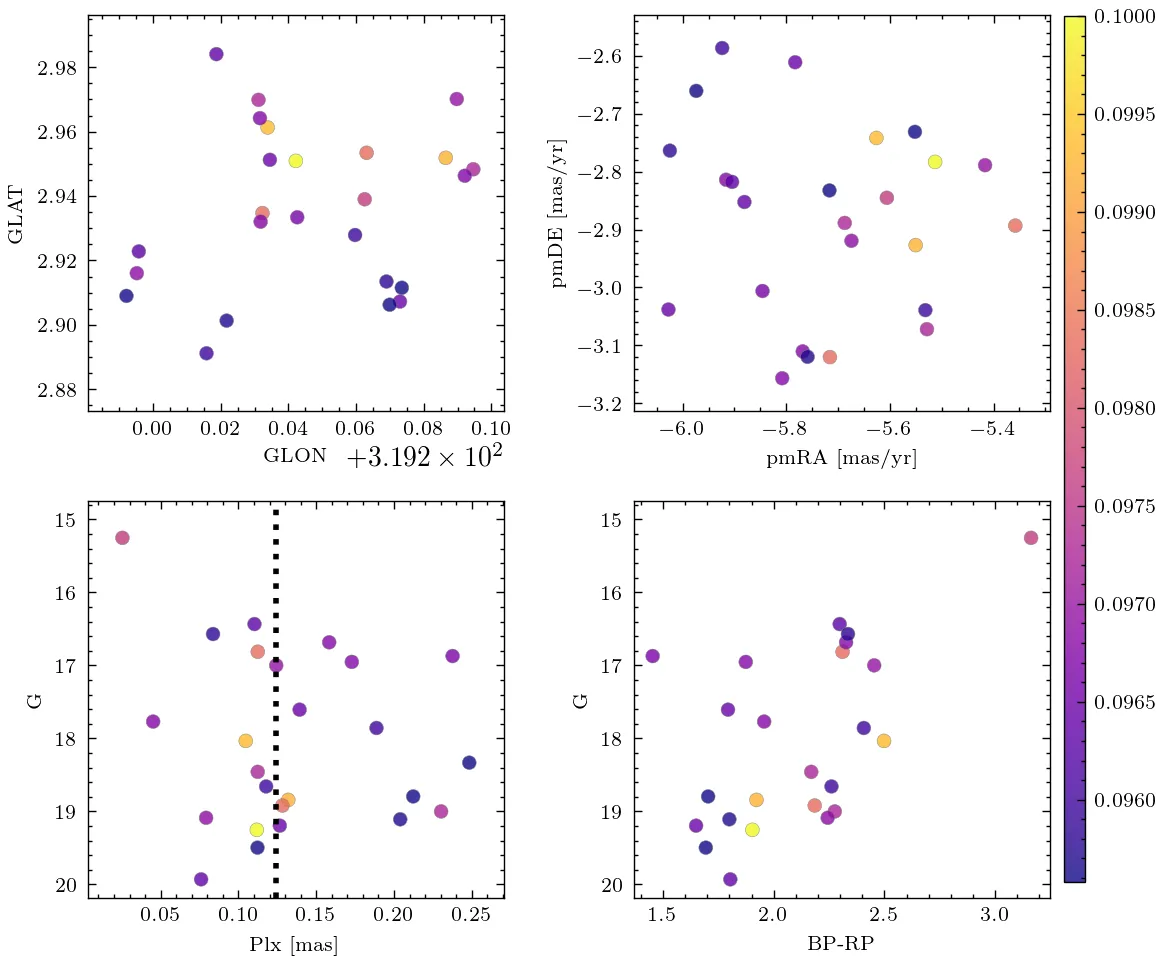 2.98
2.96
2.94
2.92
2.90
2.88
GLAT
0.00 0.02 0.04 0.06 0.08 0.10
GLON +3.192 × 10²
−2.6
−2.7
−2.8
−2.9
−3.0
−3.1
−3.2
pmDE [mas/yr]
−6.0 −5.8 −5.6 −5.4
pmRA [mas/yr]
15
16
17
18
19
20
G
0.05 0.10 0.15 0.20 0.25
Plx [mas]
15
16
17
18
19
20
G
1.5 2.0 2.5 3.0
BP-RP
0.1000
0.0995
0.0990
0.0985
0.0980
0.0975
0.0970
0.0965
0.0960